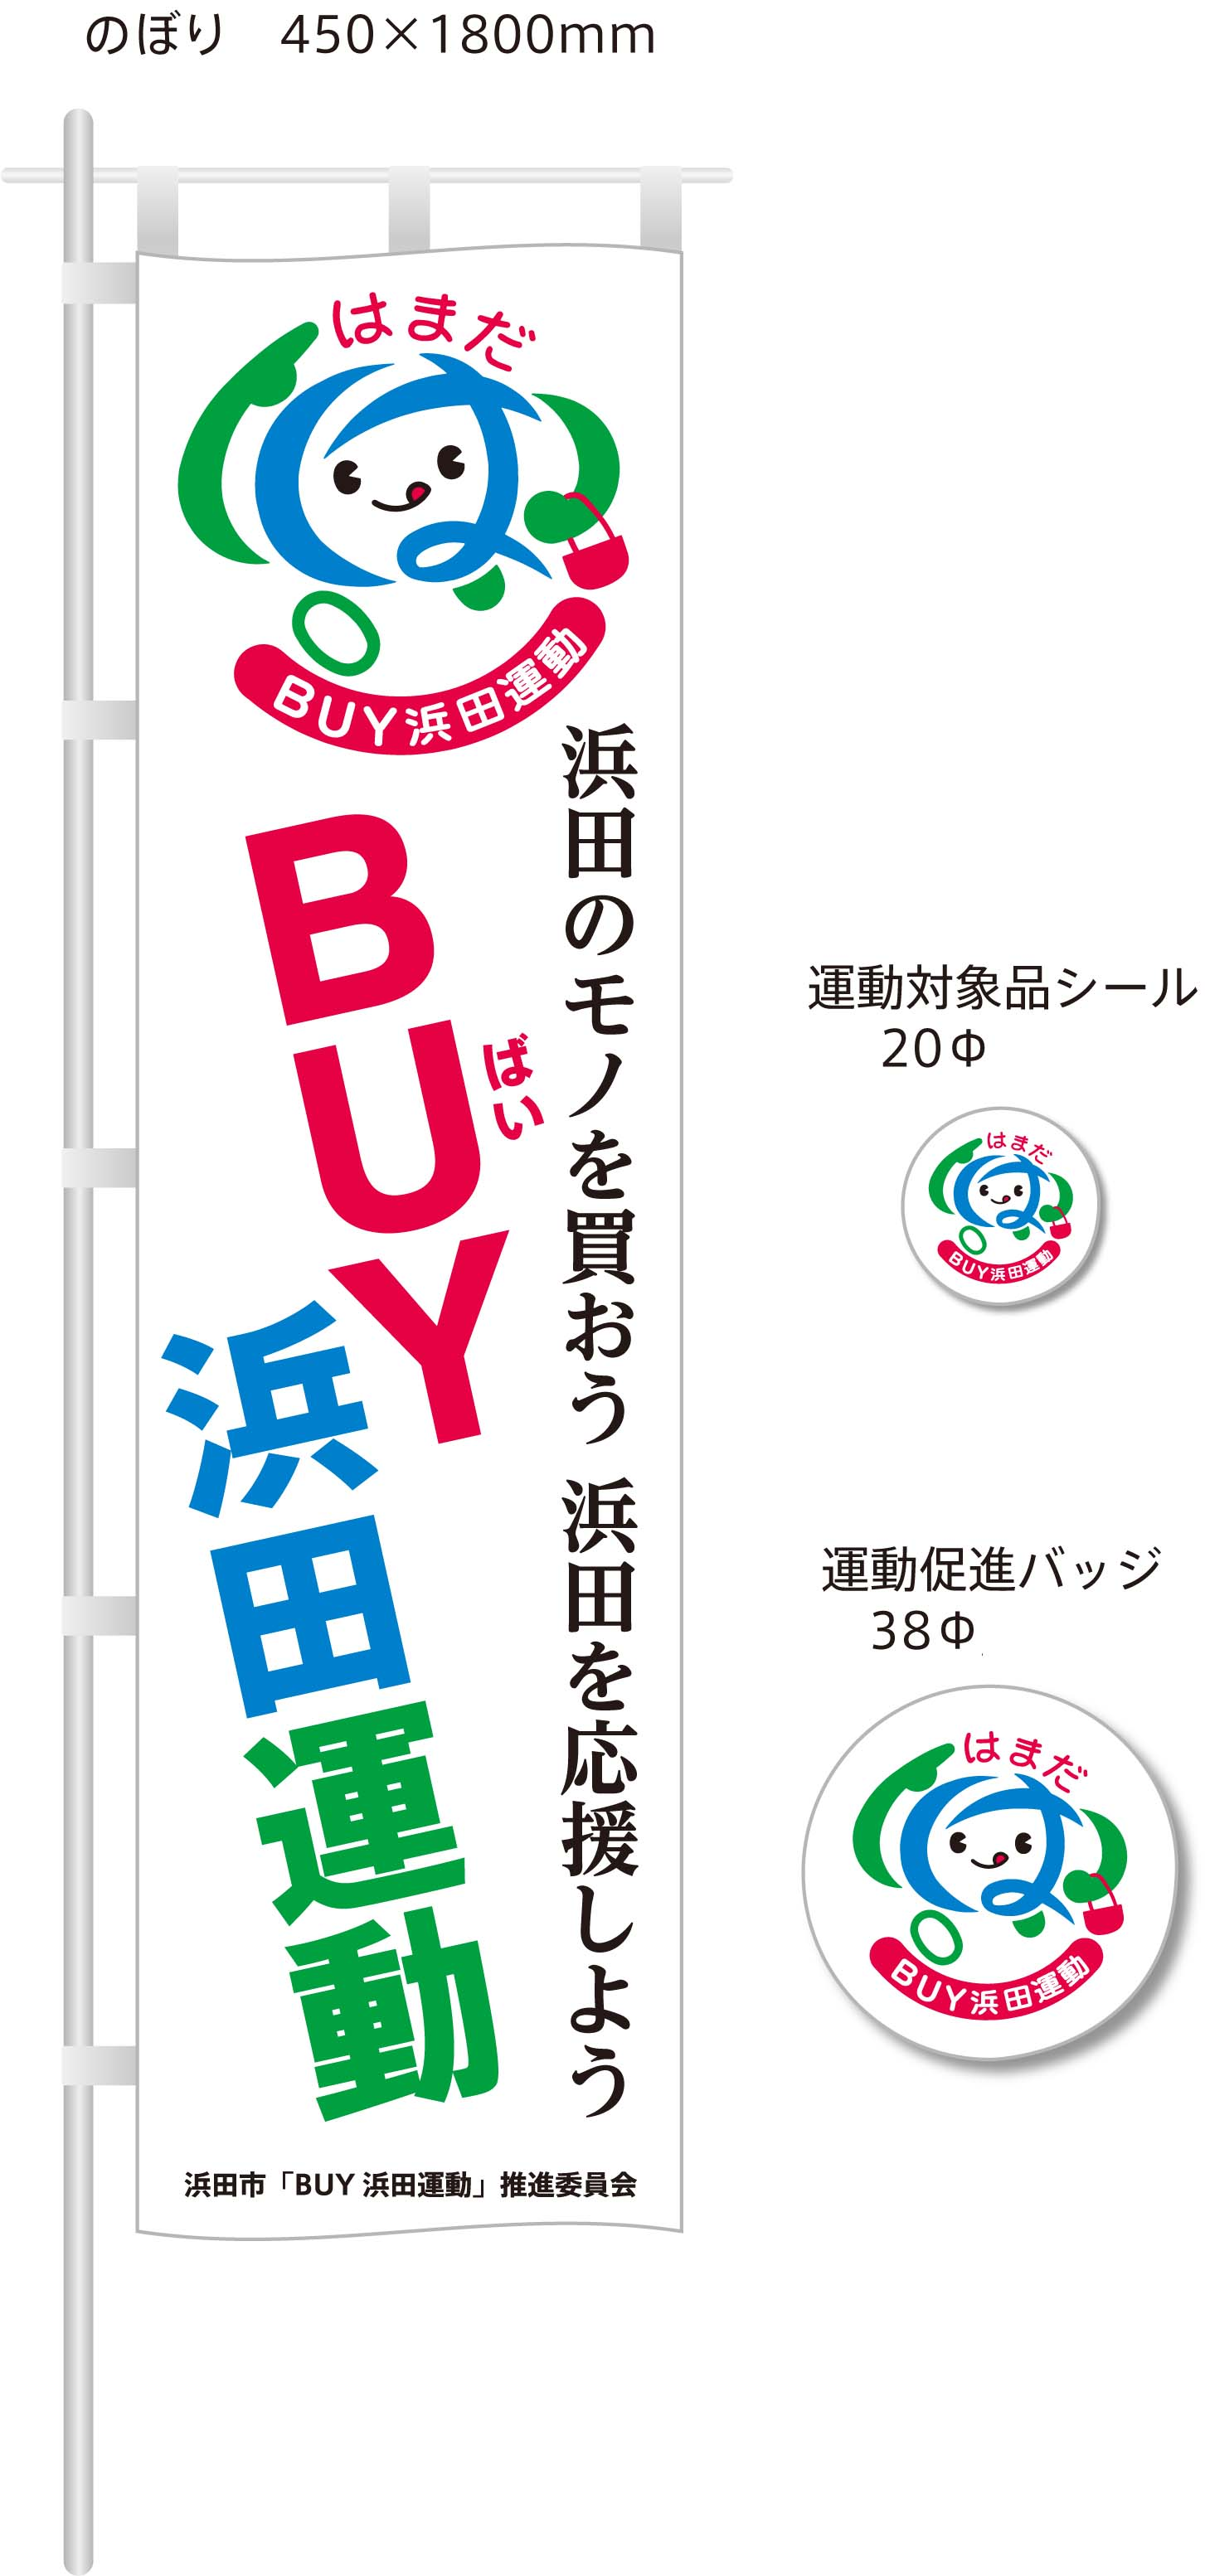 のぼり　450×1800mm
はまだ
BUY浜田運動
BUY
ばい
浜田運動
浜田のモノを買おう 浜田を応援しよう
浜田市「BUY 浜田運動」推進委員会
運動対象品シール
20Φ
はまだ
BUY浜田運動
運動促進バッジ
38Φ
はまだ
BUY浜田運動